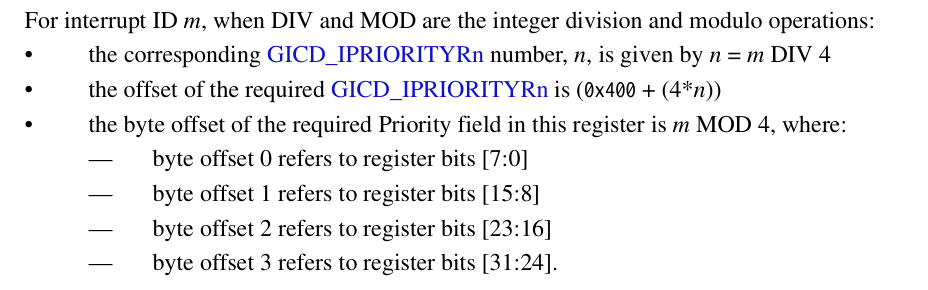 For interrupt ID m, when DIV and MOD are the integer division and modulo operations:
• the corresponding GICD_IPRIORITYRn number, n, is given by n = m DIV 4
• the offset of the required GICD_IPRIORITYRn is (0x400 + (4*n))
• the byte offset of the required Priority field in this register is m MOD 4, where:
— byte offset 0 refers to register bits [7:0]
— byte offset 1 refers to register bits [15:8]
— byte offset 2 refers to register bits [23:16]
— byte offset 3 refers to register bits [31:24].